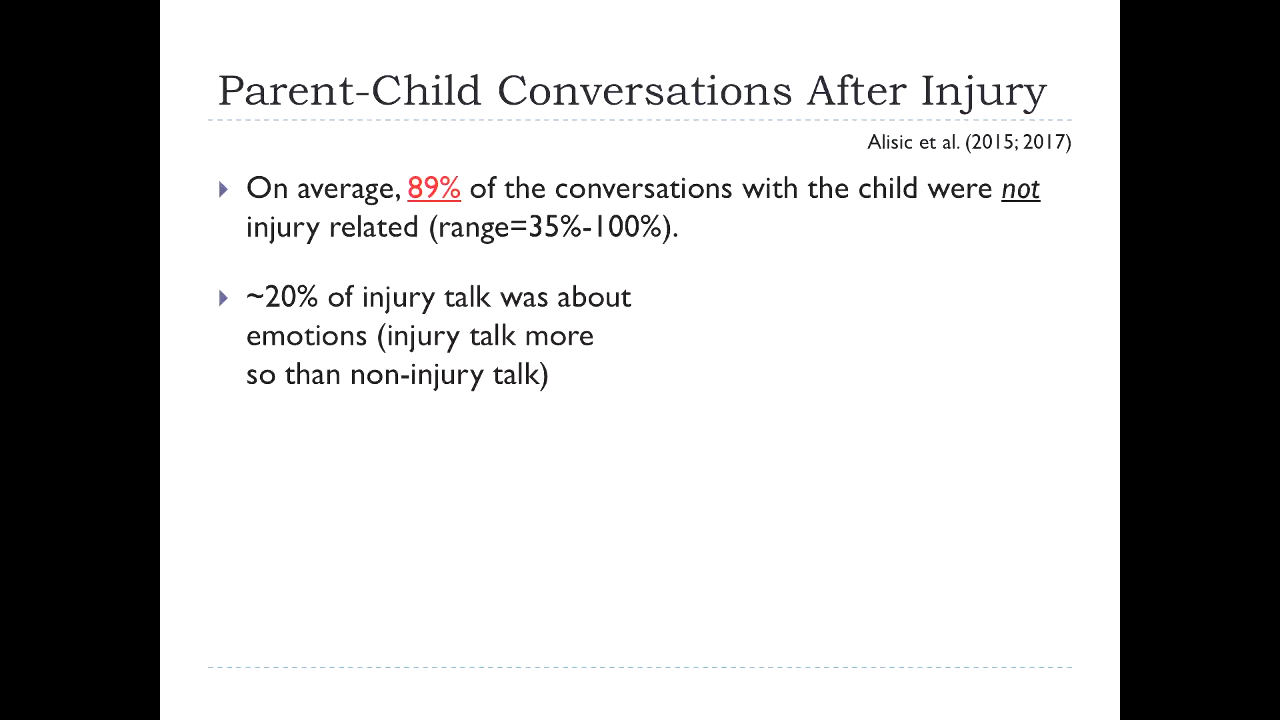 Parent-Child Conversations After Injury
Alisic et al. (2015; 2017)
On average, 89% of the conversations with the child were not
injury related (range=35%-100%).
~20% of injury talk was about
emotions (injury talk more
so than non-injury talk)